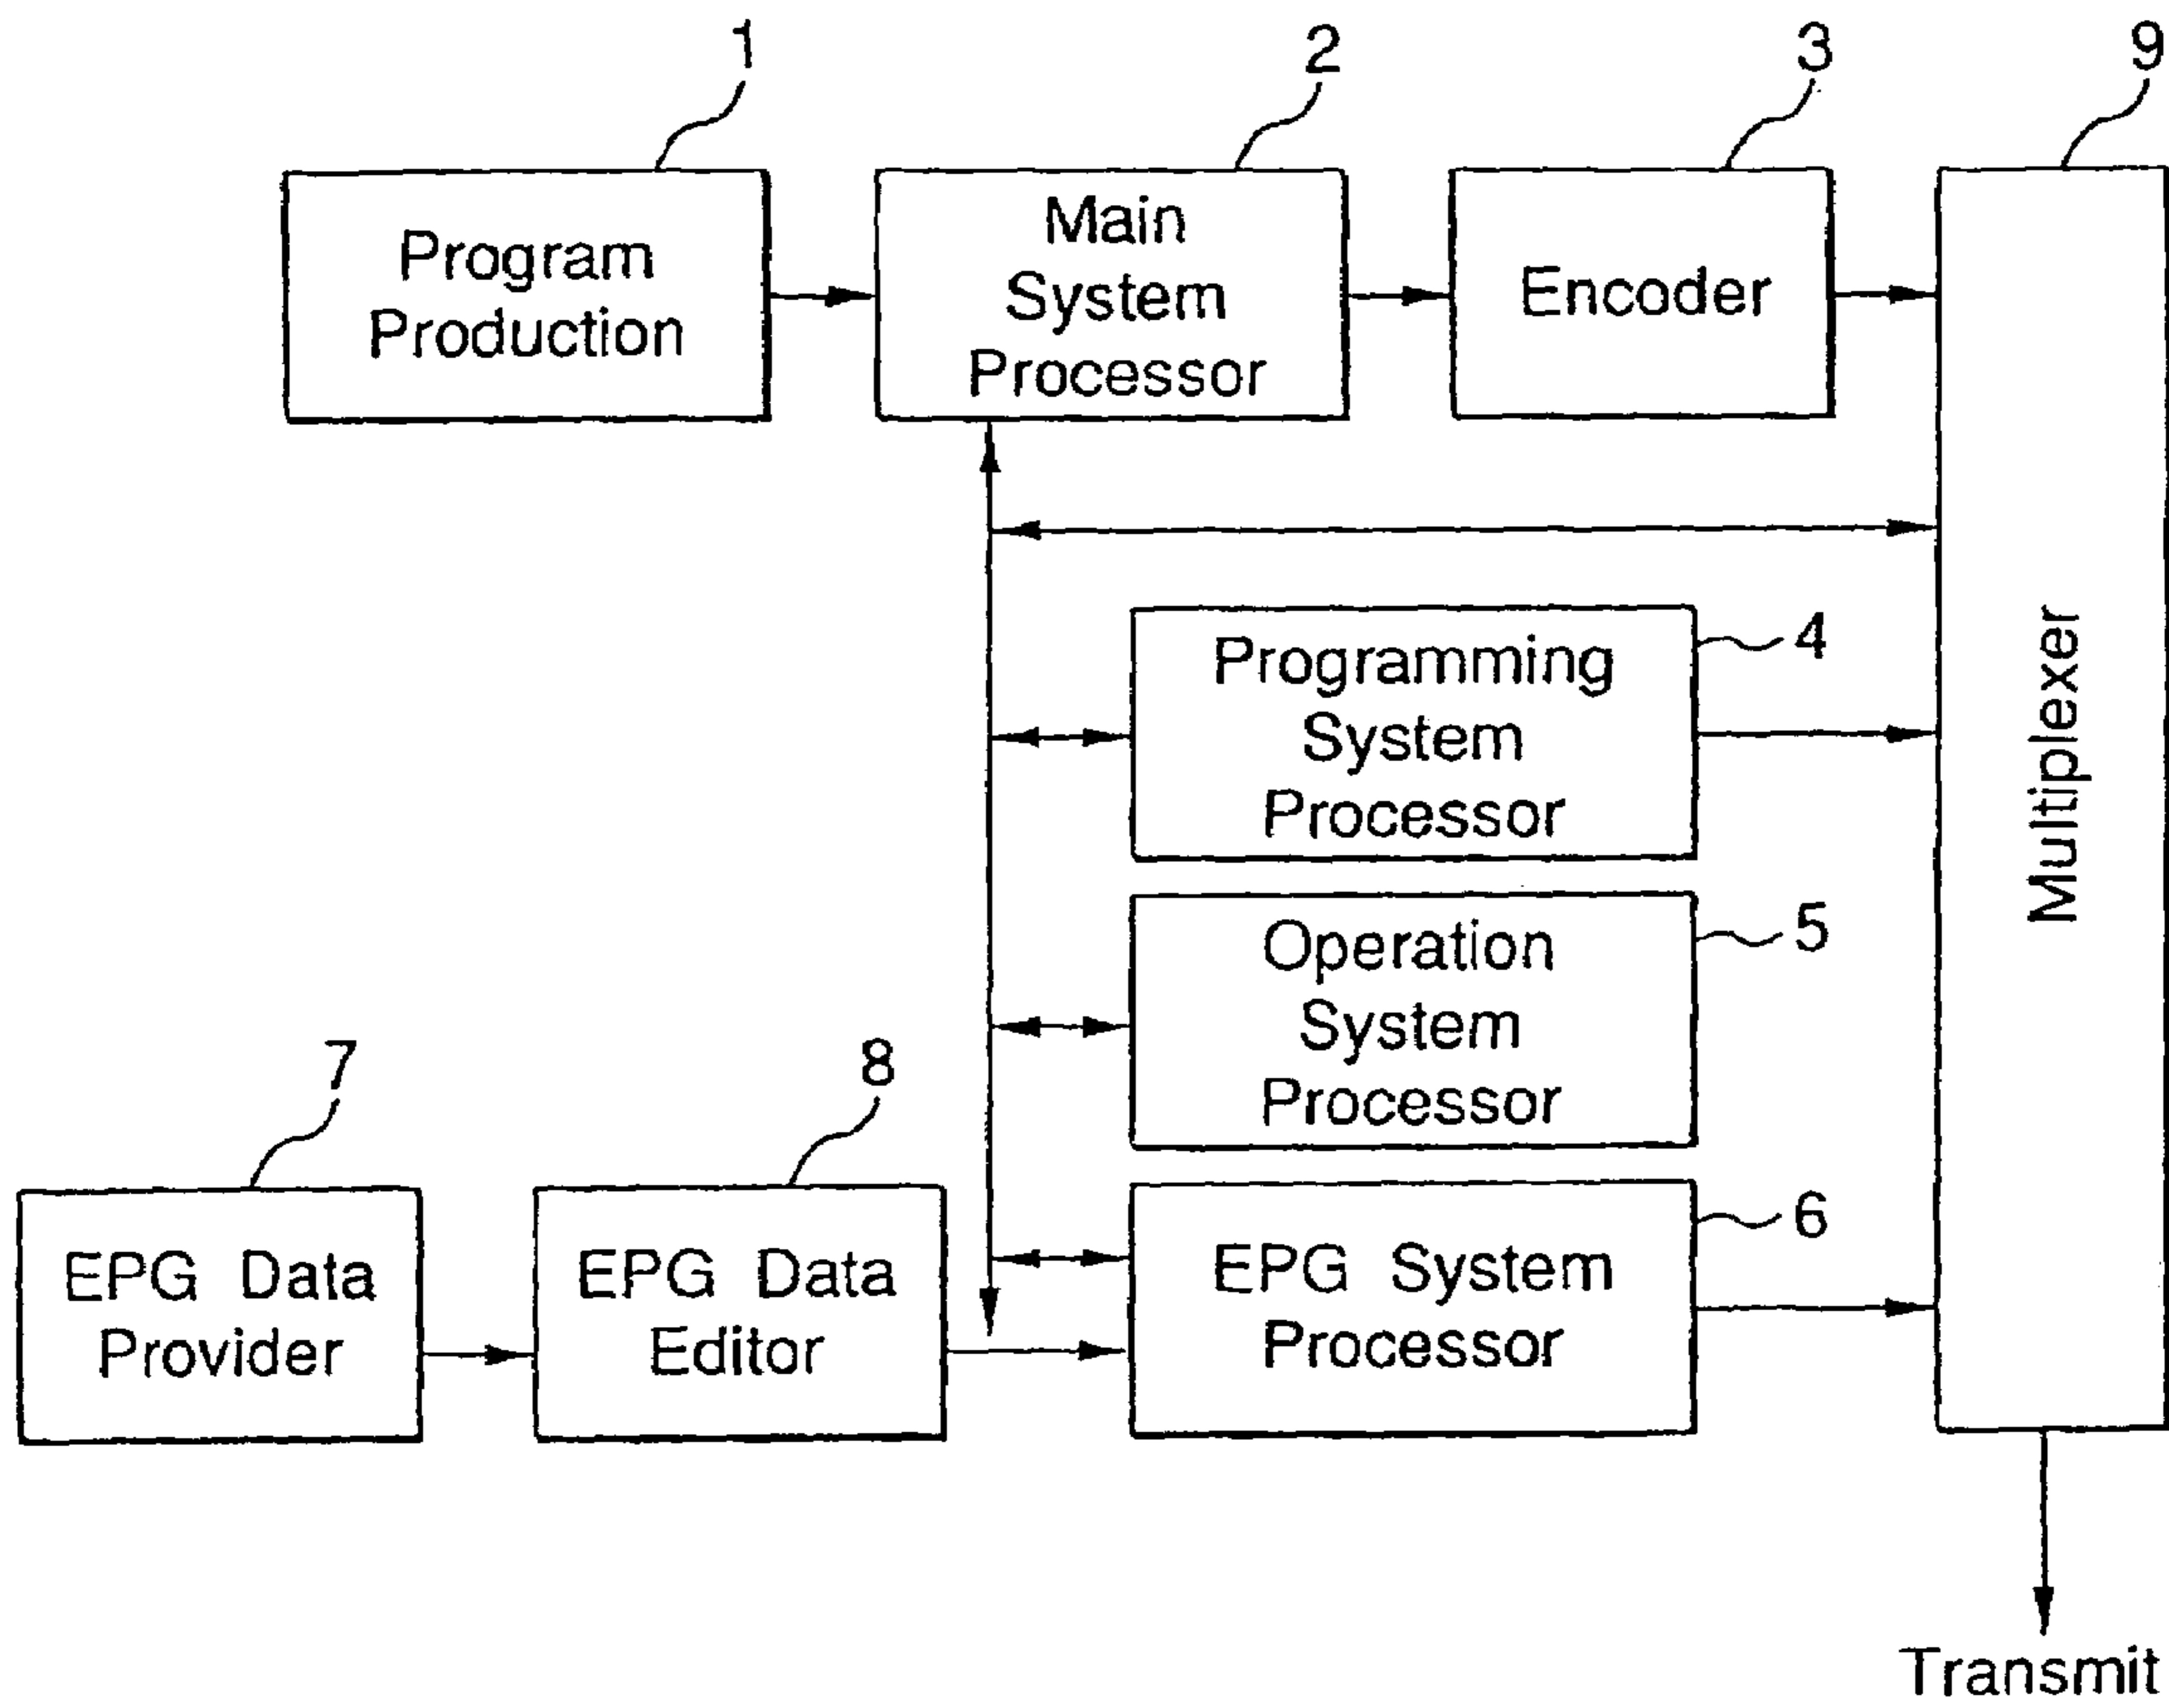 1
2
3
9
Program
Production
Main
System
Processor
Encoder
4
Programming
System
Processor
Multiplexer
5
Operation
System
Processor
7
8
6
EPG Data
Provider
EPG Data
Editor
EPG System
Processor
Transmit